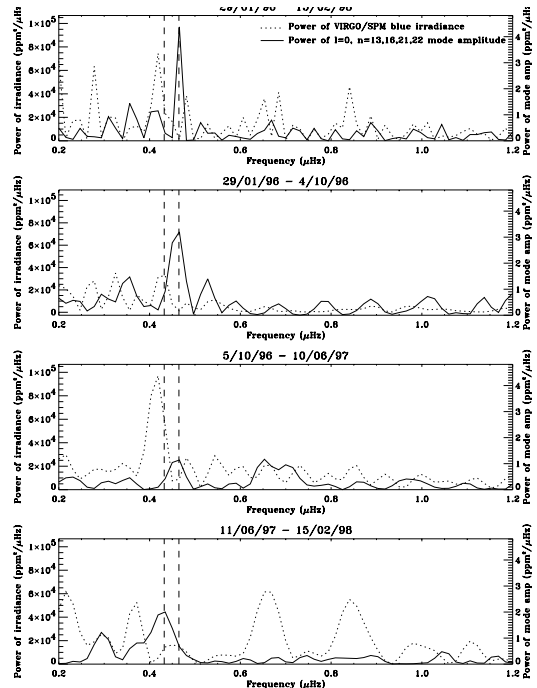 Power of VIRGO/SPM blue irradiance
Power of l=0, n=13,16,21,22 mode amplitude
Power of irradiance (ppm²/μHz)
1×10⁵
8×10⁴
6×10⁴
4×10⁴
2×10⁴
0
Power of mode amp (ppm²/μHz)
4
3
2
1
0
0.2 0.4 0.6 0.8 1.0 1.2
Frequency (μHz)
29/01/96 - 4/10/96
Power of irradiance (ppm²/μHz)
1×10⁵
8×10⁴
6×10⁴
4×10⁴
2×10⁴
0
Power of mode amp (ppm²/μHz)
4
3
2
1
0
0.2 0.4 0.6 0.8 1.0 1.2
Frequency (μHz)
5/10/96 - 10/06/97
Power of irradiance (ppm²/μHz)
1×10⁵
8×10⁴
6×10⁴
4×10⁴
2×10⁴
0
Power of mode amp (ppm²/μHz)
4
3
2
1
0
0.2 0.4 0.6 0.8 1.0 1.2
Frequency (μHz)
11/06/97 - 15/02/98
Power of irradiance (ppm²/μHz)
1×10⁵
8×10⁴
6×10⁴
4×10⁴
2×10⁴
0
Power of mode amp (ppm²/μHz)
4
3
2
1
0
0.2 0.4 0.6 0.8 1.0 1.2
Frequency (μHz)